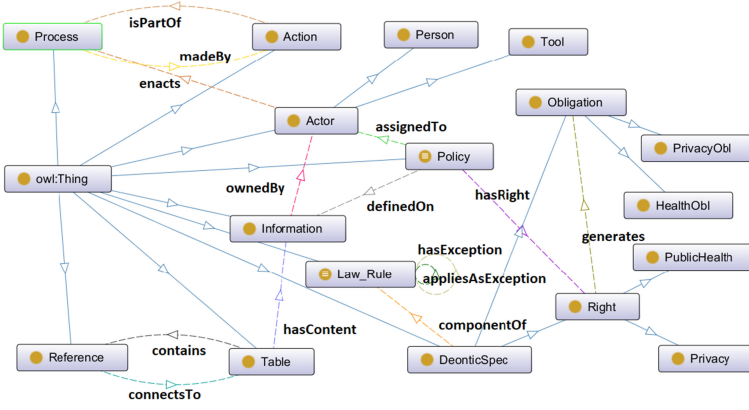 isPartOf
Process
Action
Person
Tool
madeBy
enacts
Obligation
Actor
assignedTo
PrivacyObl
Policy
owl:Thing
ownedBy
hasRight
definedOn
HealthObl
Information
hasException
generates
Law_Rule
appliesAsException
PublicHealth
Right
hasContent
componentOf
Reference
contains
Table
DeonticSpec
Privacy
connectsTo